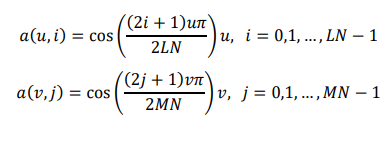 a(u, i) = cos((2i + 1)uπ / 2LN) u, i = 0,1, …, LN − 1
a(v, j) = cos((2j + 1)vπ / 2MN) v, j = 0,1, …, MN − 1